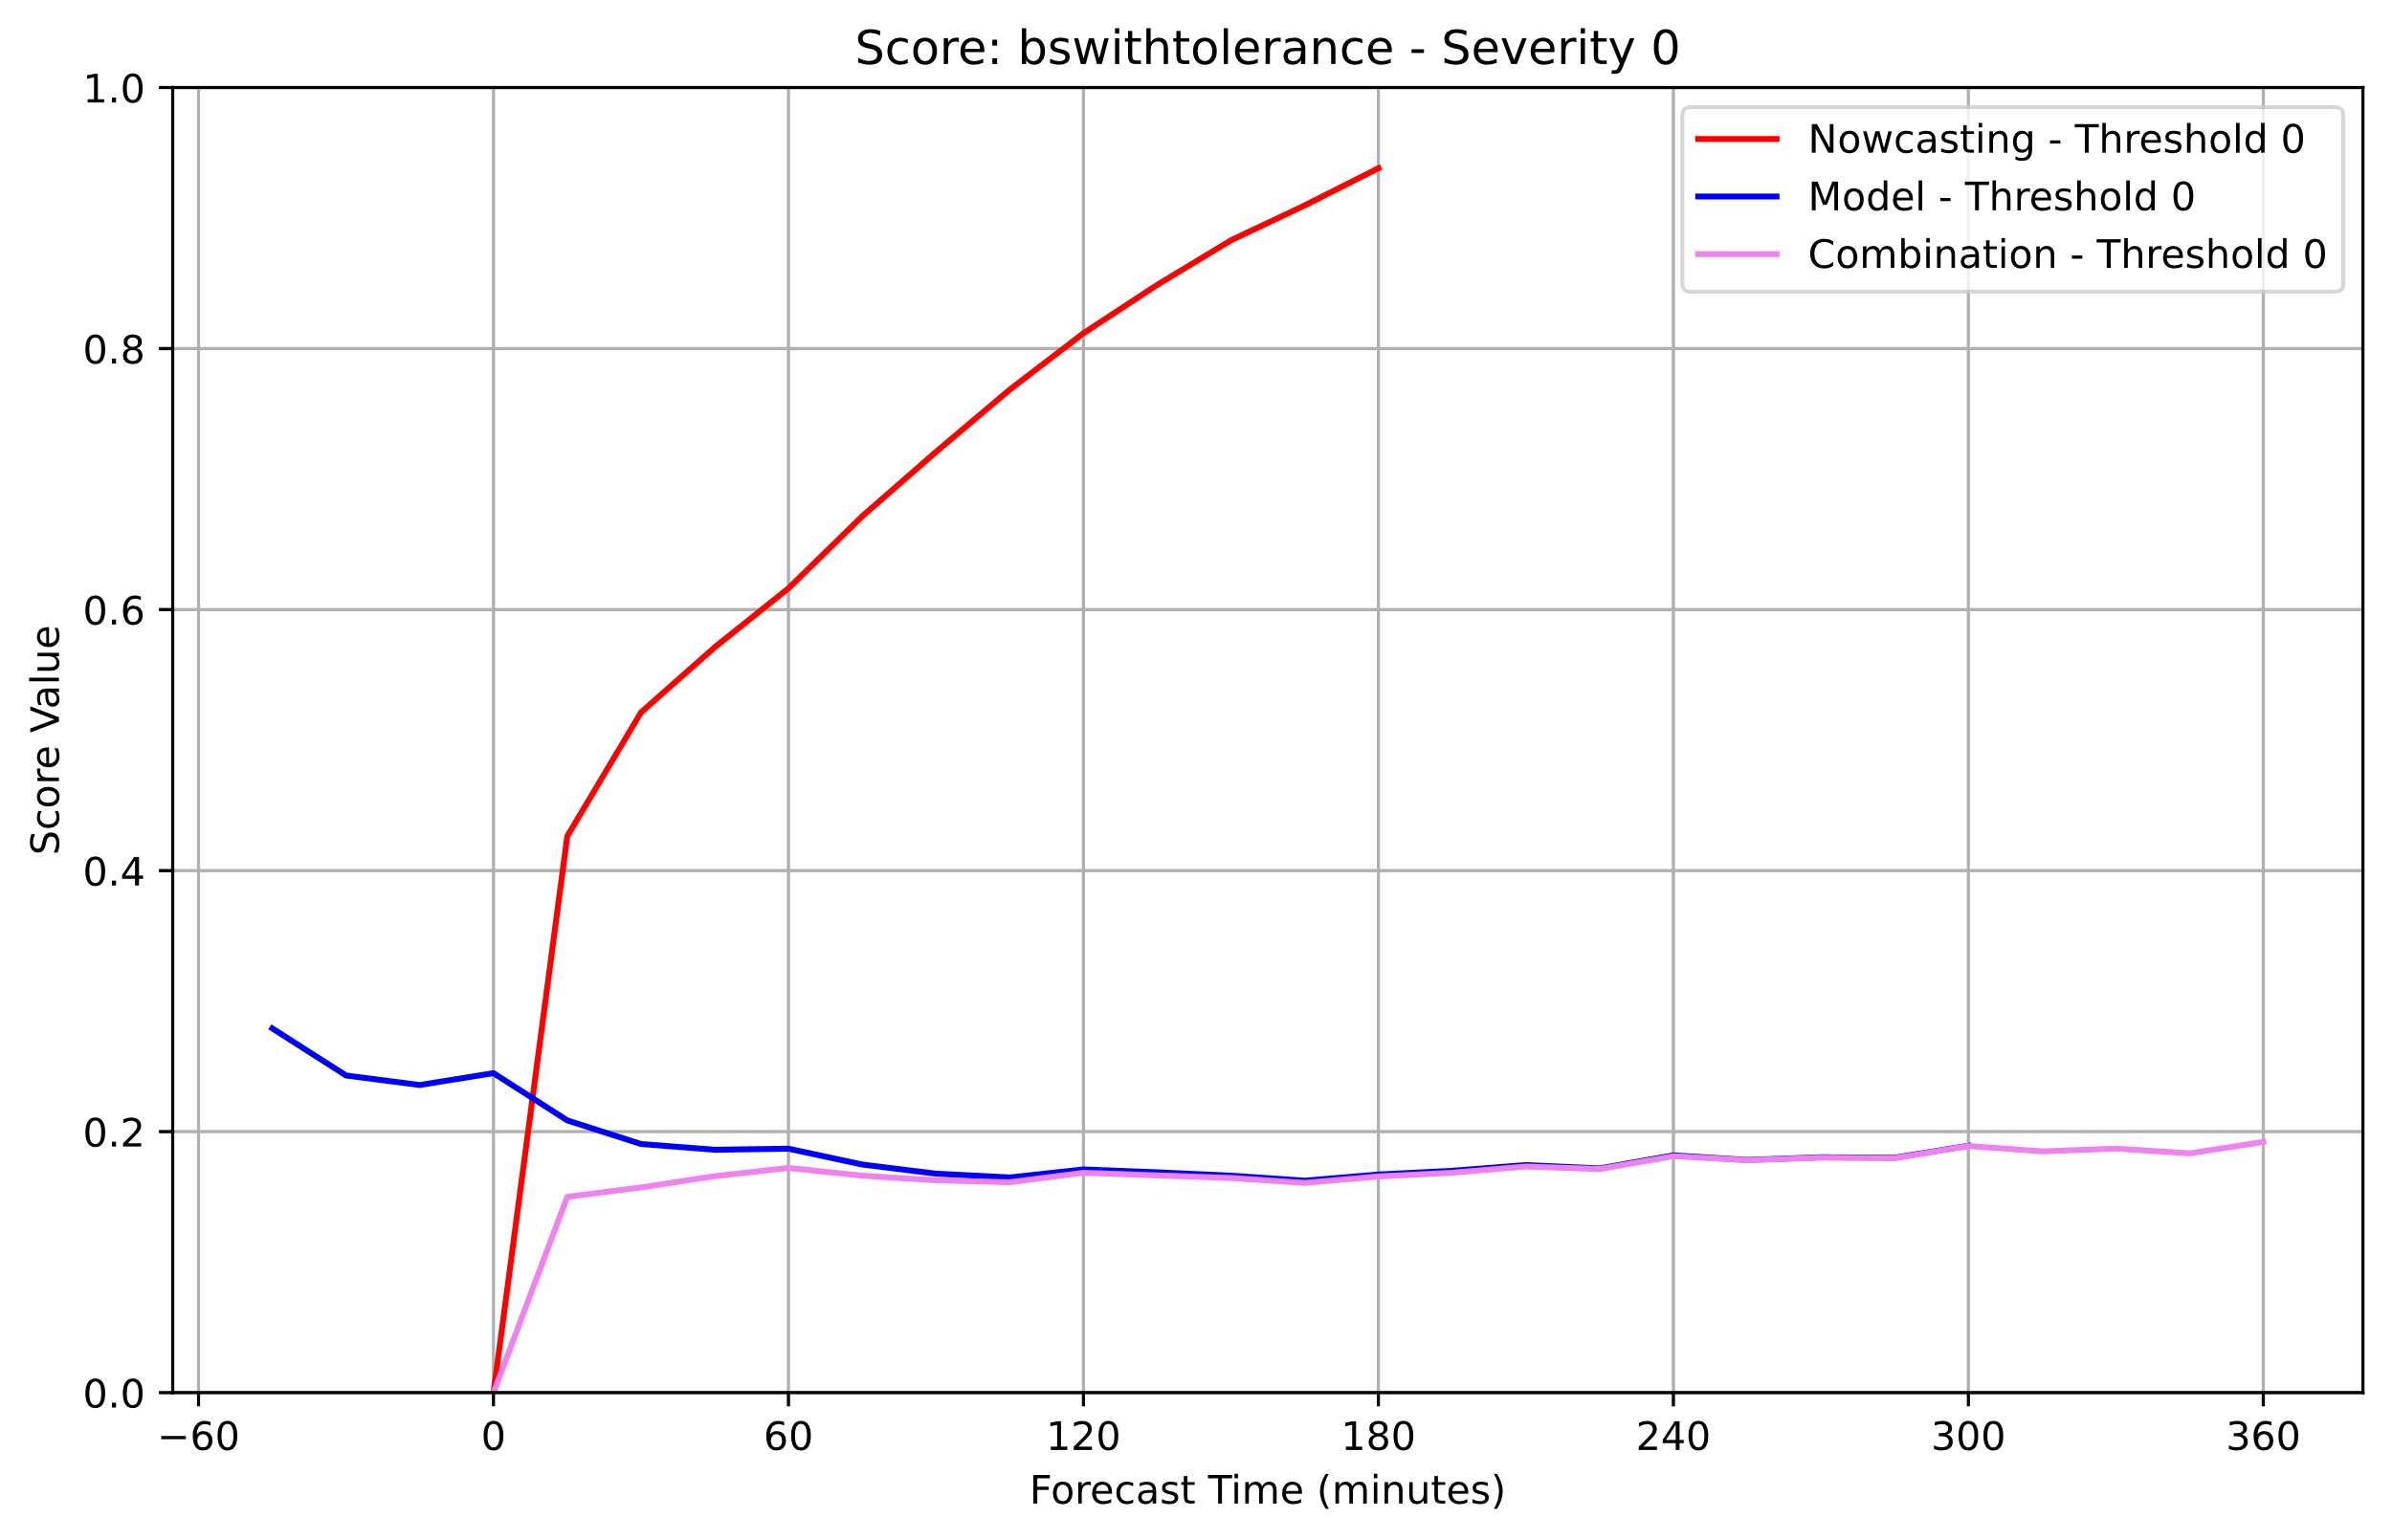 Score: bswithtolerance - Severity 0
1.0
0.8
0.6
0.4
0.2
0.0
Score Value
Nowcasting - Threshold 0
Model - Threshold 0
Combination - Threshold 0
−60 0 60 120 180 240 300 360
Forecast Time (minutes)